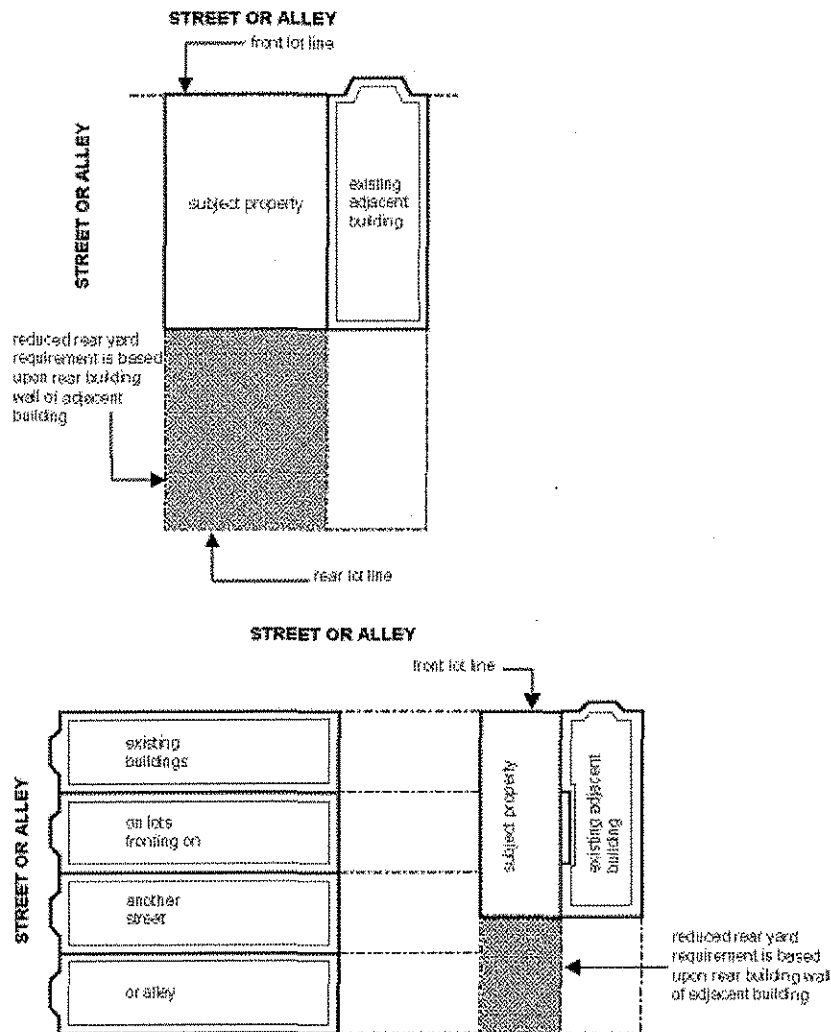 STREET OR ALLEY
front lot line
STREET OR ALLEY
subject property
existing
adjacent
building
reduced rear yard
requirement is based
upon rear building
wall of adjacent
building
rear lot line
STREET OR ALLEY
front lot line
STREET OR ALLEY
existing
buildings
on lots
fronting on
another
street
or alley
subject property
existing adjacent
building
reduced rear yard
requirement is based
upon rear building wall
of adjacent building